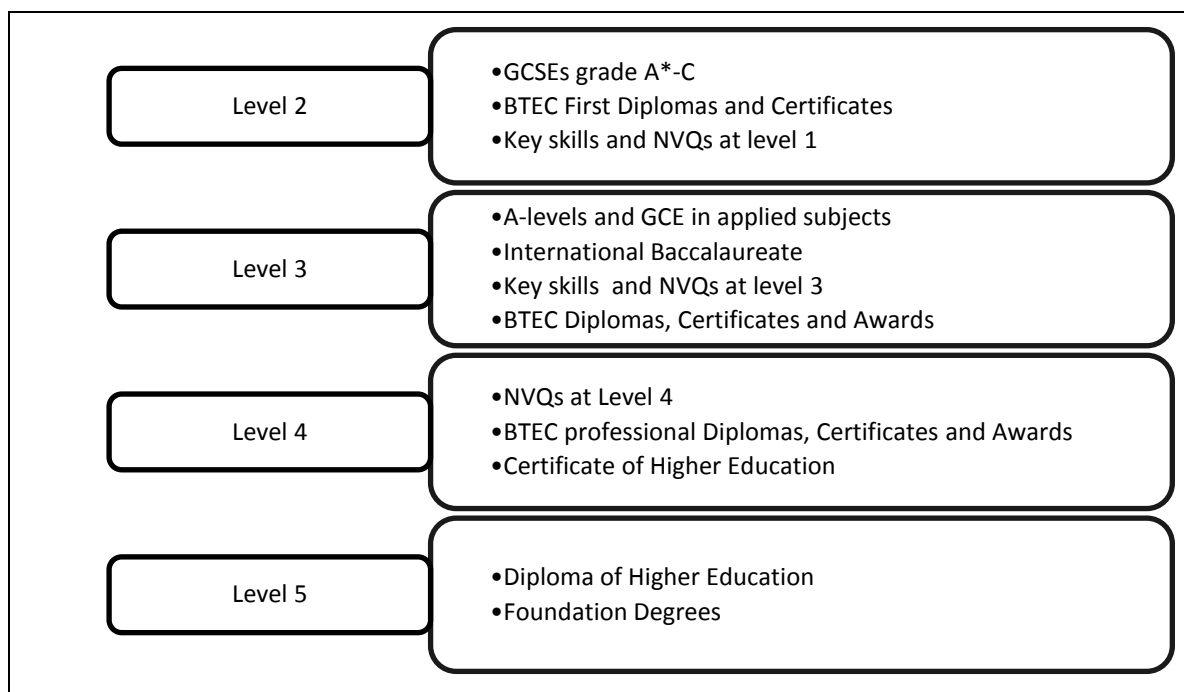 Level 2
•GCSEs grade A*-C
•BTEC First Diplomas and Certificates
•Key skills and NVQs at level 1
Level 3
•A-levels and GCE in applied subjects
•International Baccalaureate
•Key skills  and NVQs at level 3
•BTEC Diplomas, Certificates and Awards
Level 4
•NVQs at Level 4
•BTEC professional Diplomas, Certificates and Awards
•Certificate of Higher Education
Level 5
•Diploma of Higher Education
•Foundation Degrees